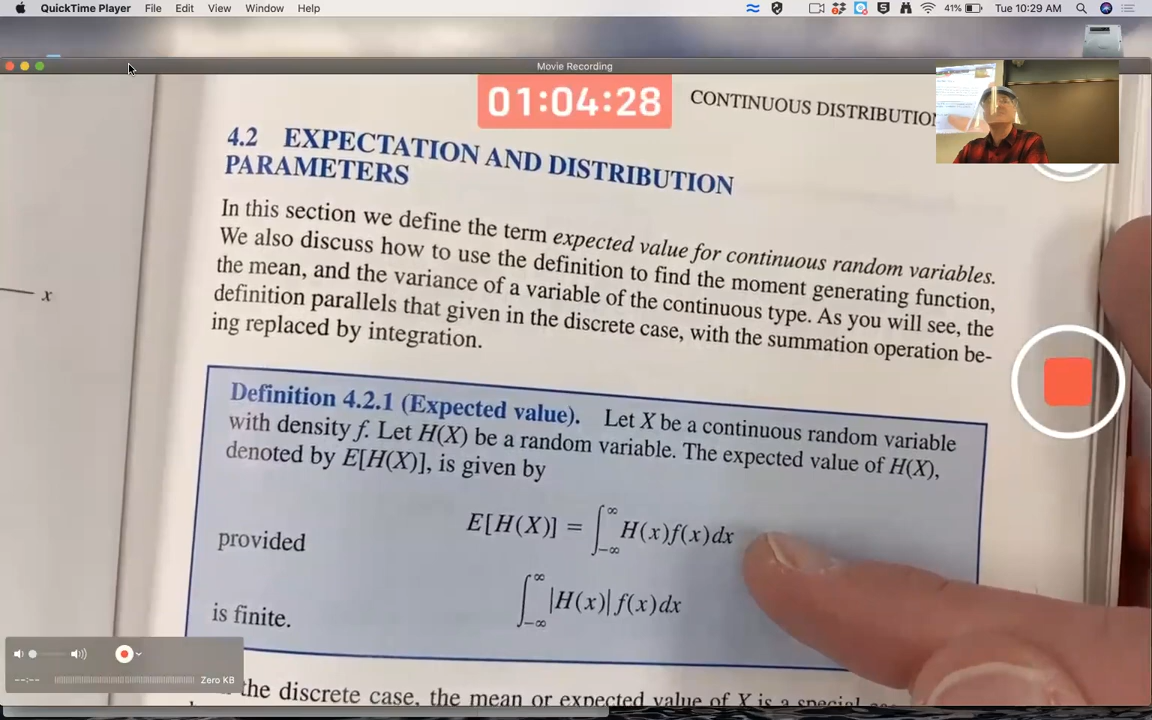 QuickTime Player File Edit View Window Help 41% Tue 10:29 AM
Movie Recording
01:04:28
CONTINUOUS
4.2 EXPECTATION AND DISTRIBUTION
PARAMETERS
In this section we define the term expected value for continuous random variables.
We also discuss how to use the definition to find the moment generating function,
the mean, and the variance of a variable of the continuous type. As you will see, the
definition parallels that given in the discrete case, with the summation operation be-
ing replaced by integration.
x
Definition 4.2.1 (Expected value). Let X be a continuous random variable
with density f. Let H(X) be a random variable. The expected value of H(X),
denoted by E[H(X)], is given by
E[H(X)] = ∫_{-∞}^{∞} H(x)f(x)dx
provided
∫_{-∞}^{∞} |H(x)| f(x)dx
is finite.
--:-- Zero KB
the discrete case, the mean or expected value of X is a special